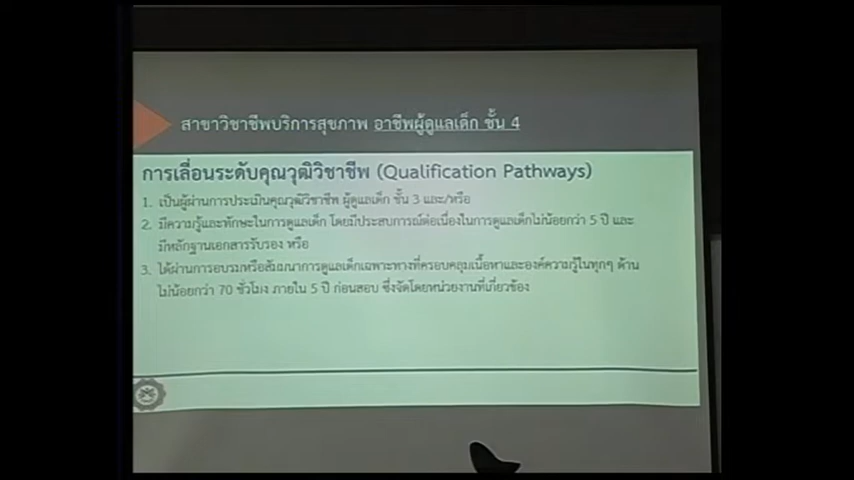 สาขาวิชาชีพบริการสุขภาพ อาชีพผู้ดูแลเด็ก ชั้น 4
การเลื่อนระดับคุณวุฒิวิชาชีพ (Qualification Pathways)
1. เป็นผู้ผ่านการประเมินคุณวุฒิวิชาชีพ ผู้ดูแลเด็ก ชั้น 3 และ/หรือ
2. มีความรู้และทักษะในการดูแลเด็ก โดยมีประสบการณ์ต่อเนื่องในการดูแลเด็กไม่น้อยกว่า 5 ปี และ
มีหลักฐานเอกสารรับรอง หรือ
3. ได้ผ่านการอบรมหรือสัมมนาการดูแลเด็กเฉพาะทางที่ครอบคลุมเนื้อหาและองค์ความรู้ในทุกๆ ด้าน
ไม่น้อยกว่า 70 ชั่วโมง ภายใน 5 ปี ก่อนสอบ ซึ่งจัดโดยหน่วยงานที่เกี่ยวข้อง